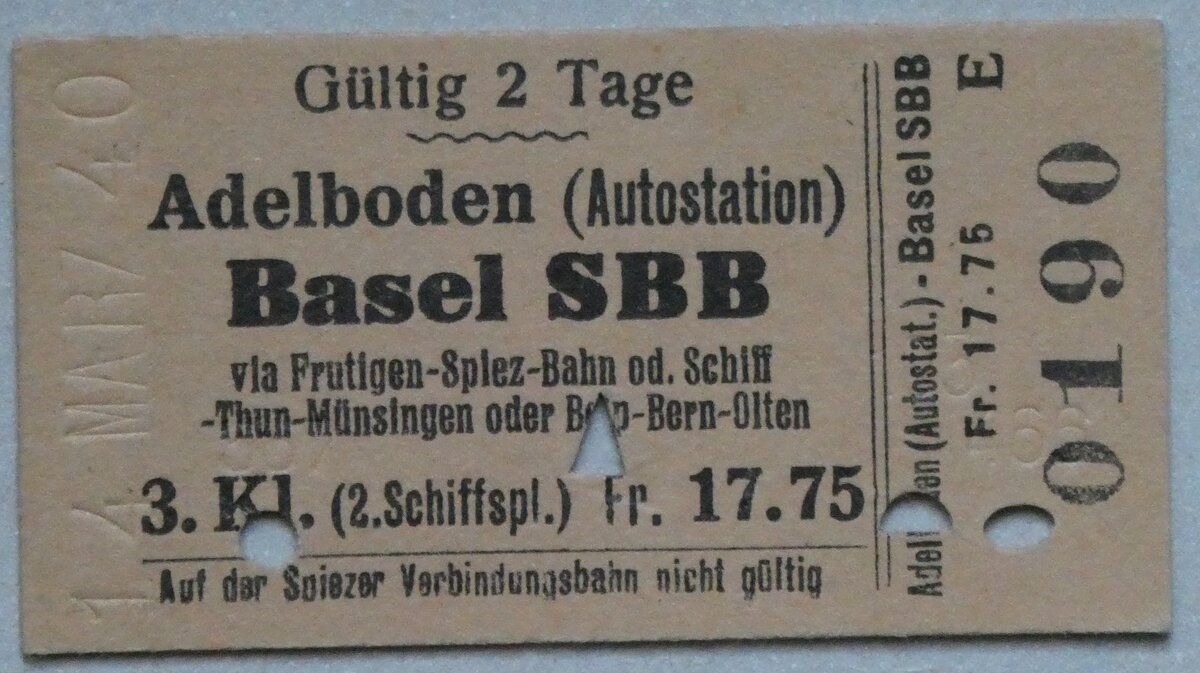 Gültig 2 Tage
Adelboden (Autostation)
Basel SBB
via Frutigen-Spiez-Bahn od. Schiff
-Thun-Münsingen oder Belp-Bern-Olten
3. Kl. (2.Schiffspl.) Fr. 17.75
Auf der Spiezer Verbindungsbahn nicht gültig
14 MARZ 40
Adelboden (Autostat.) - Basel SBB
Fr. 17.75 E
0190